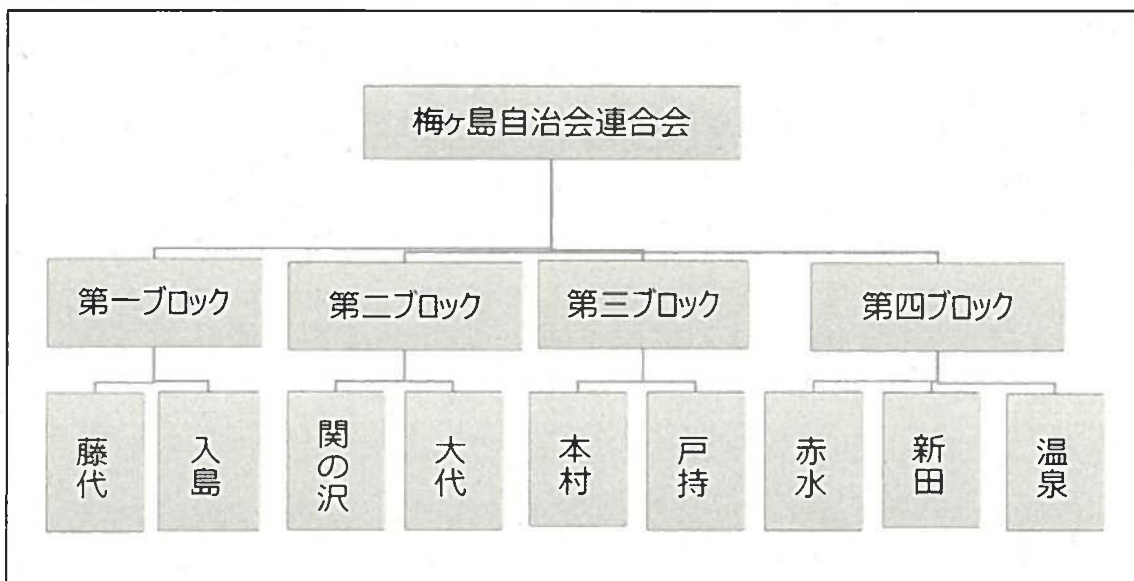 梅ヶ島自治会連合会
第一ブロック
第二ブロック
第三ブロック
第四ブロック
藤代
入島
関の沢
大代
本村
戸持
赤水
新田
温泉